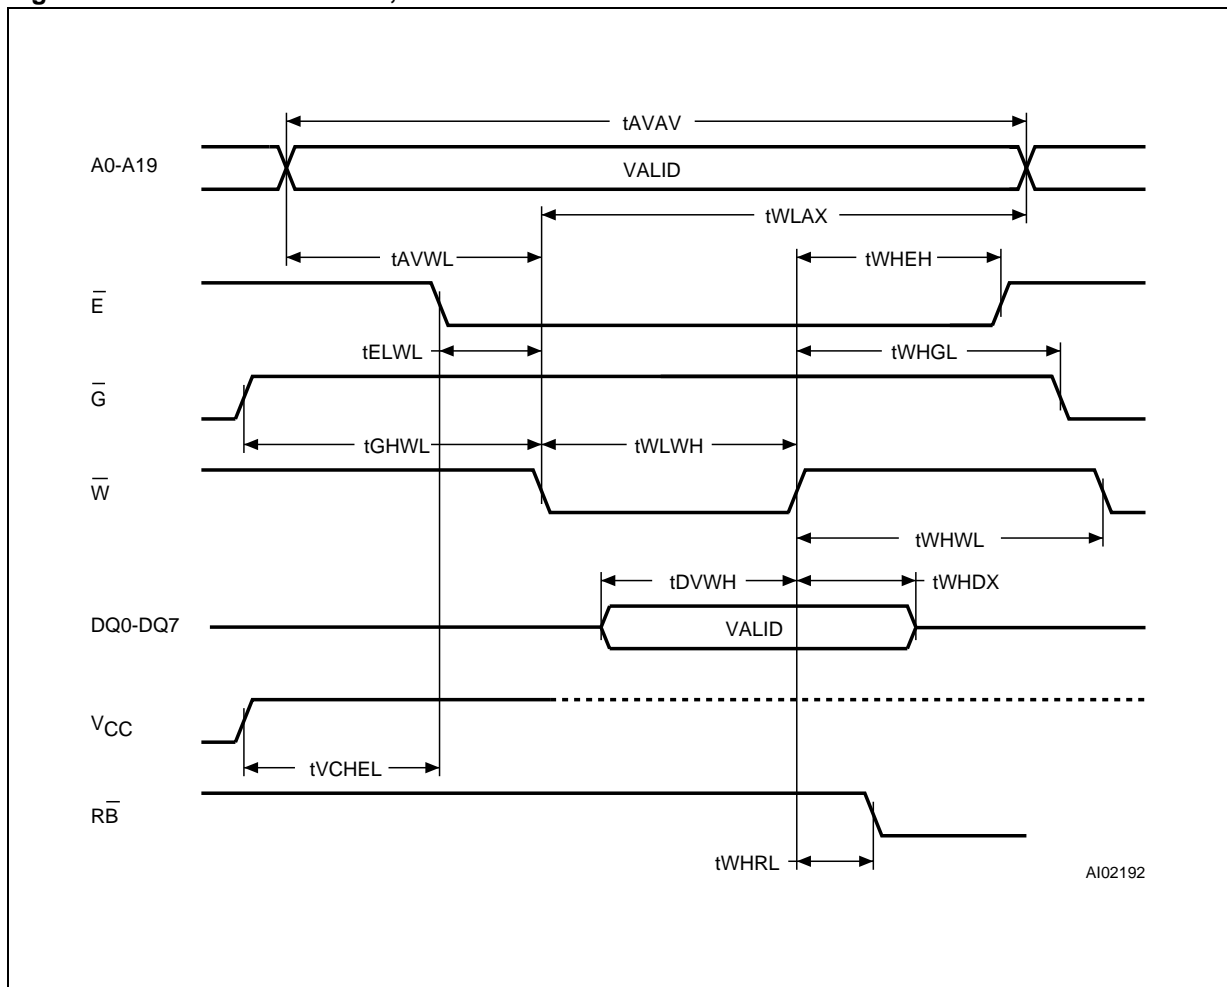 tAVAV
A0-A19
VALID
tWLAX
tAVWL
tWHEH
E̅
tELWL
tWHGL
G̅
tGHWL
tWLWH
W̅
tWHWL
tDVWH
tWHDX
DQ0-DQ7
VALID
VCC
tVCHEL
RB̅
tWHRL
AI02192